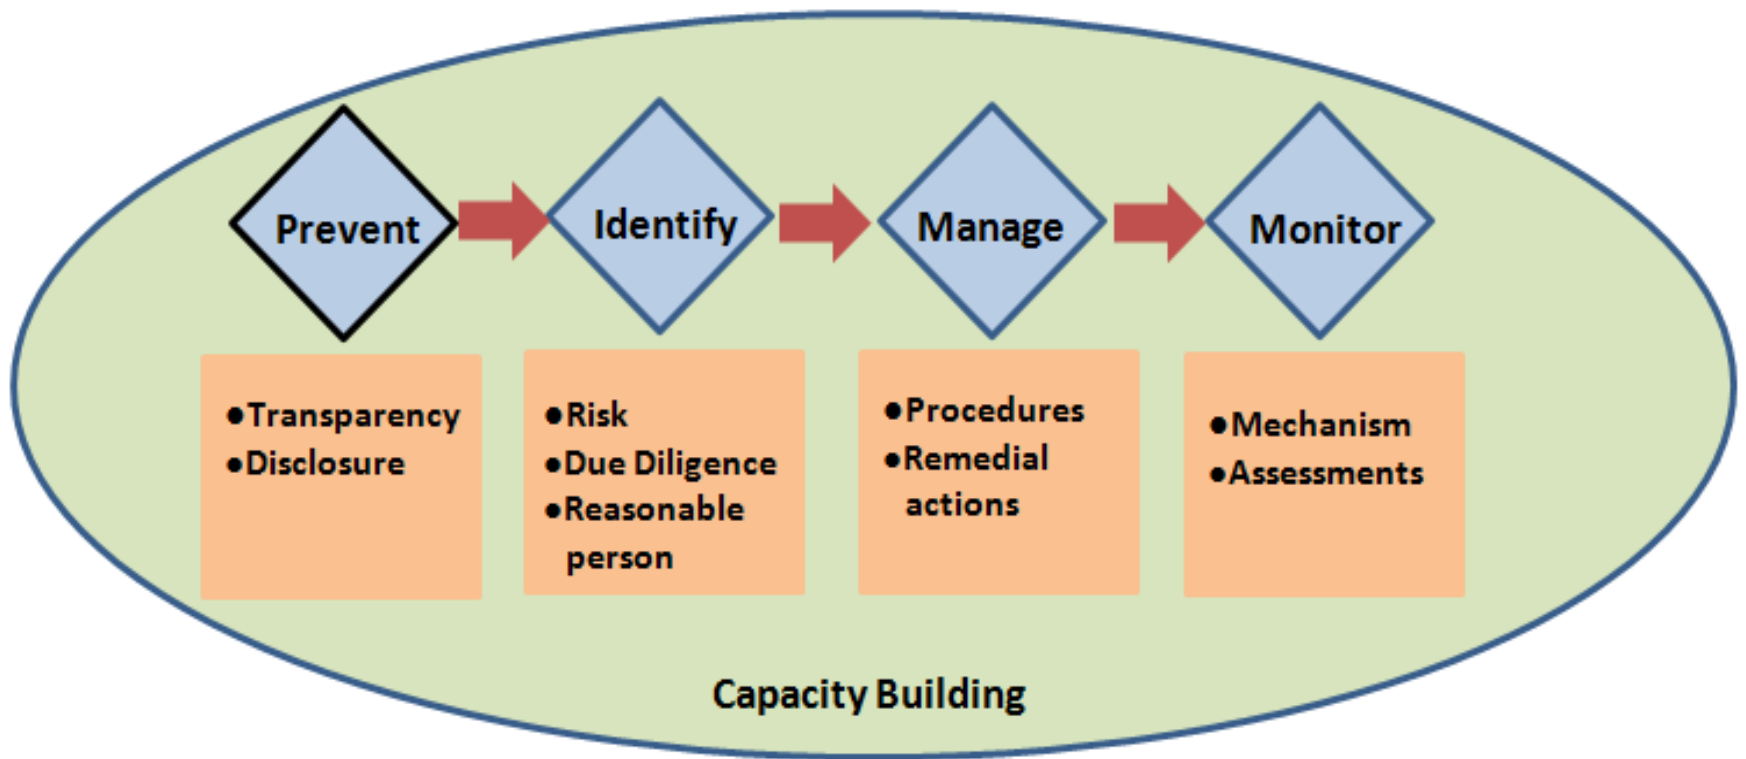 Prevent
Identify
Manage
Monitor
●Transparency
●Disclosure
●Risk
●Due Diligence
●Reasonable
person
●Procedures
●Remedial
actions
●Mechanism
●Assessments
Capacity Building